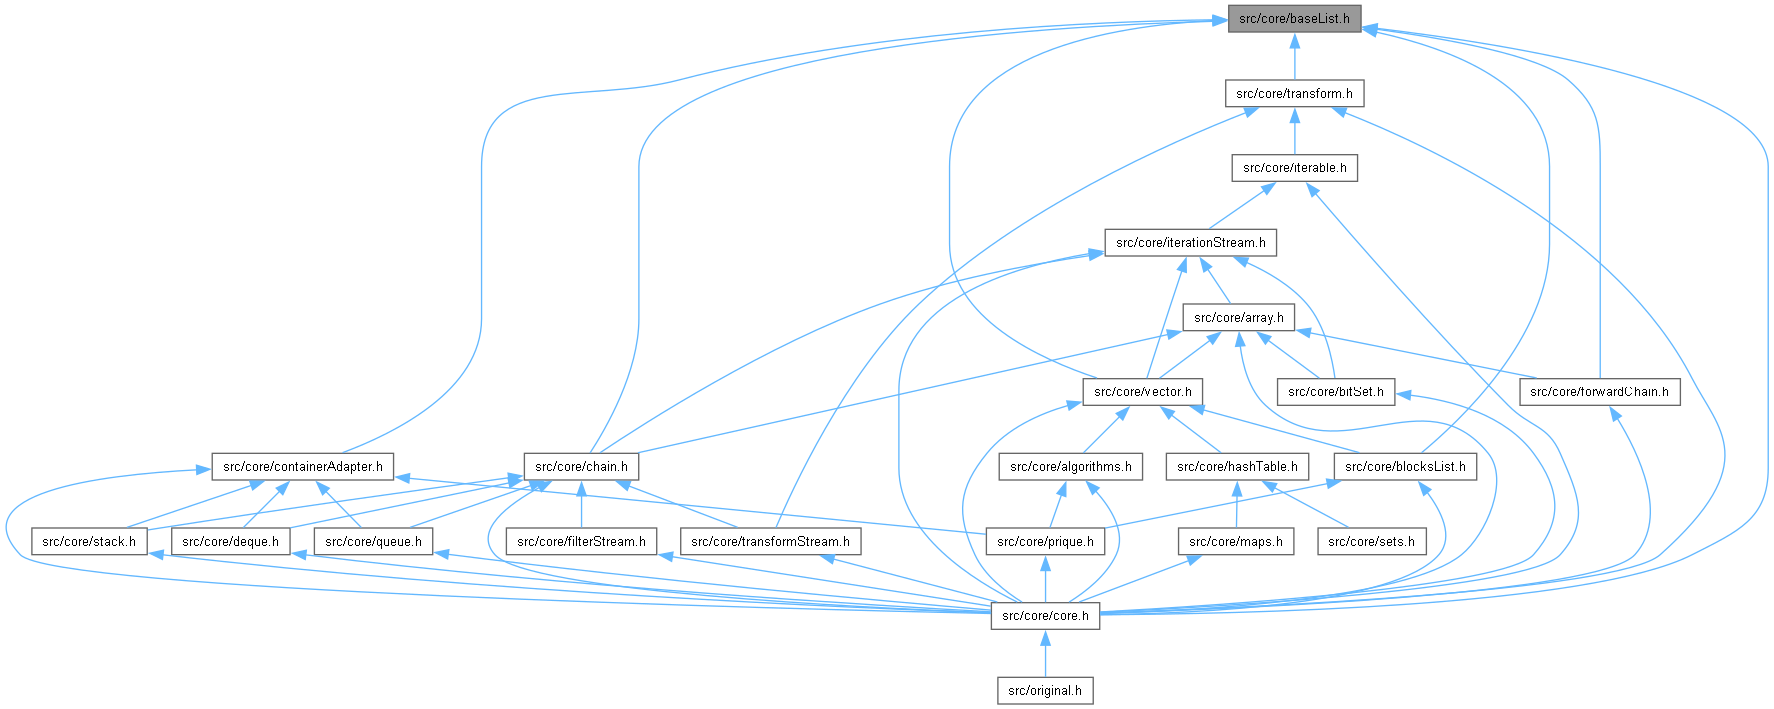 src/core/baseList.h
src/core/transform.h
src/core/iterable.h
src/core/iterationStream.h
src/core/array.h
src/core/vector.h
src/core/bitSet.h
src/core/forwardChain.h
src/core/containerAdapter.h
src/core/chain.h
src/core/algorithms.h
src/core/hashTable.h
src/core/blocksList.h
src/core/stack.h
src/core/deque.h
src/core/queue.h
src/core/filterStream.h
src/core/transformStream.h
src/core/prique.h
src/core/maps.h
src/core/sets.h
src/core/core.h
src/original.h